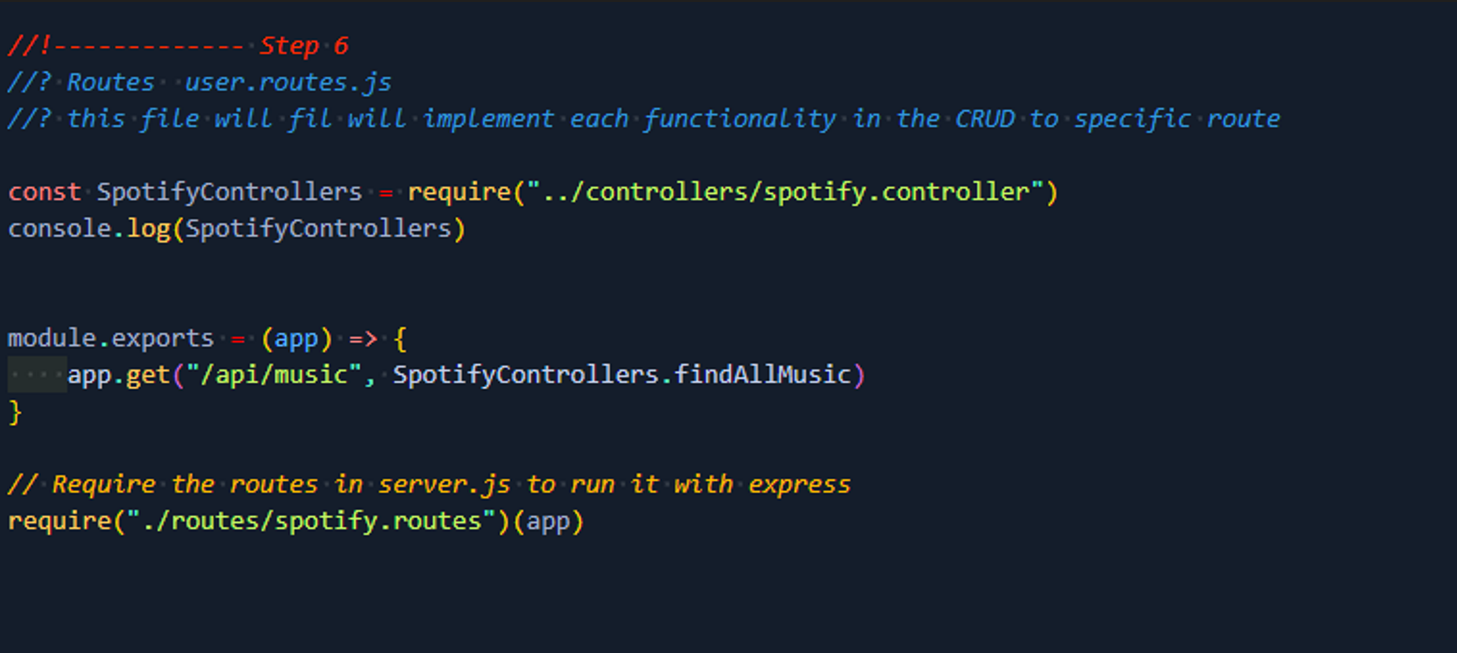 //!------------- Step 6
//? Routes  user.routes.js
//? this file will fil will implement each functionality in the CRUD to specific route
const SpotifyControllers = require("../controllers/spotify.controller")
console.log(SpotifyControllers)
module.exports = (app) => {
    app.get("/api/music", SpotifyControllers.findAllMusic)
}
// Require the routes in server.js to run it with express
require("./routes/spotify.routes")(app)